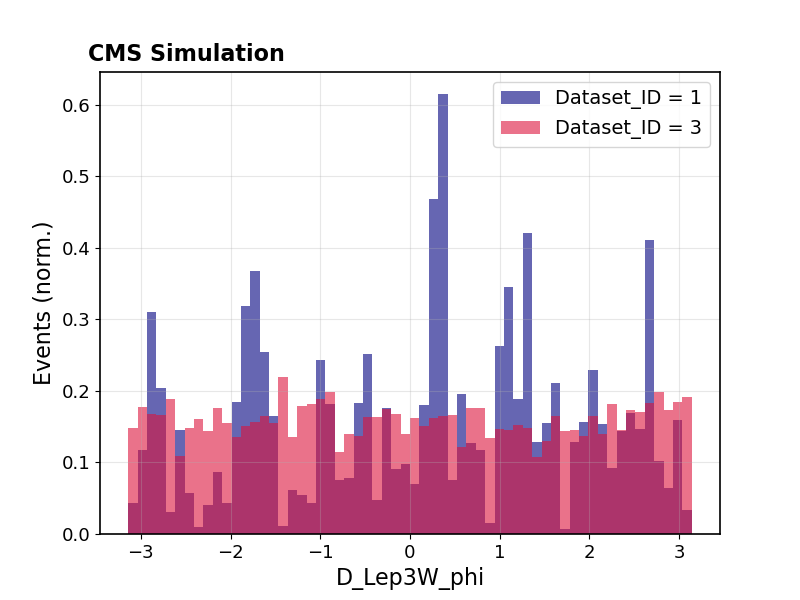 CMS Simulation
Dataset_ID = 1
Dataset_ID = 3
Events (norm.)
0.6
0.5
0.4
0.3
0.2
0.1
0.0
−3 −2 −1 0 1 2 3
D_Lep3W_phi